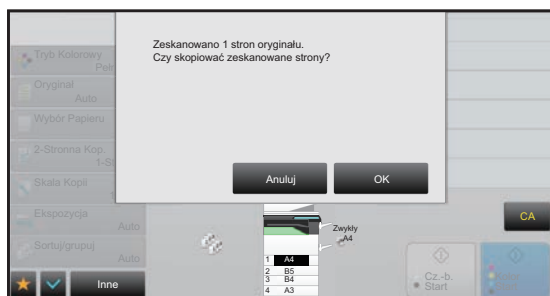 Zeskanowano 1 stron oryginału.
Czy skopiować zeskanowane strony?
Anuluj
OK
Tryb Kolorowy
Oryginał
Auto
Wybór Papieru
2-Stronna Kop.
Skala Kopii
Ekspozycja
Auto
Sortuj/grupuj
Auto
Inne
Zwykły
A4
1 A4
2 B5
3 B4
4 A3
CA
Cz.-b.
Start